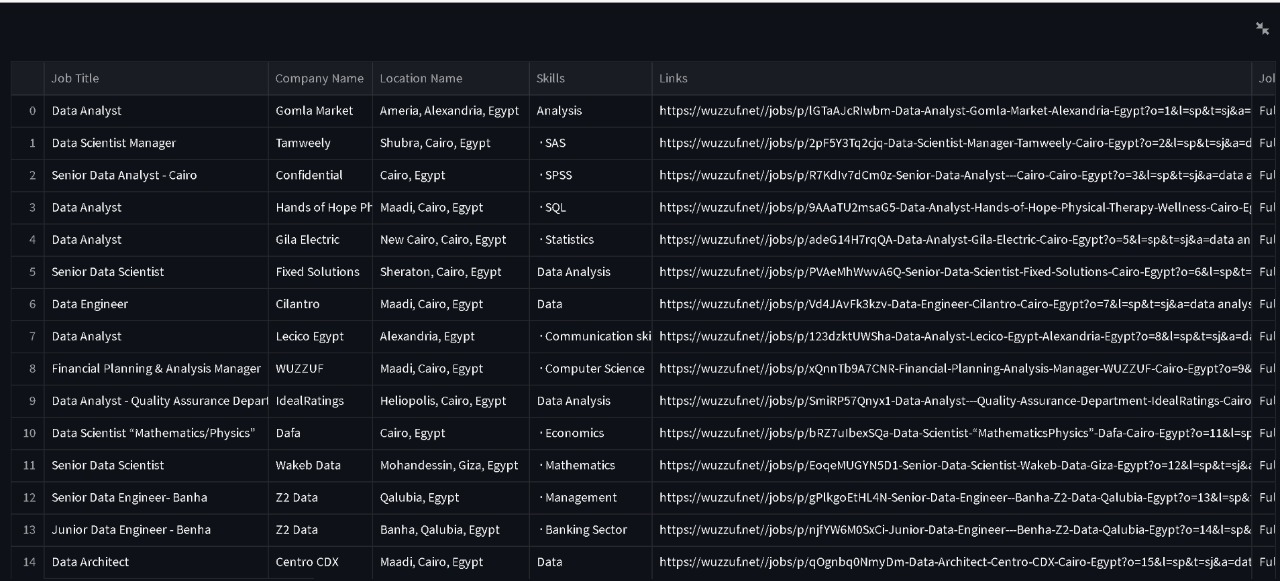 Job Title Company Name Location Name Skills Links Jol
0 Data Analyst Gomla Market Ameria, Alexandria, Egypt Analysis https://wuzzuf.net//jobs/p/lGTaAJcRIwbm-Data-Analyst-Gomla-Market-Alexandria-Egypt?o=1&l=sp&t=sj&a= Ful
1 Data Scientist Manager Tamweely Shubra, Cairo, Egypt · SAS https://wuzzuf.net//jobs/p/2pF5Y3Tq2cjq-Data-Scientist-Manager-Tamweely-Cairo-Egypt?o=2&l=sp&t=sj&a=d Ful
2 Senior Data Analyst - Cairo Confidential Cairo, Egypt · SPSS https://wuzzuf.net//jobs/p/R7KdIv7dCm0z-Senior-Data-Analyst---Cairo-Cairo-Egypt?o=3&l=sp&t=sj&a=data a Ful
3 Data Analyst Hands of Hope Ph Maadi, Cairo, Egypt · SQL https://wuzzuf.net//jobs/p/9AAaTU2msaG5-Data-Analyst-Hands-of-Hope-Physical-Therapy-Wellness-Cairo-Eg Ful
4 Data Analyst Gila Electric New Cairo, Cairo, Egypt · Statistics https://wuzzuf.net//jobs/p/adeG14H7rqQA-Data-Analyst-Gila-Electric-Cairo-Egypt?o=5&l=sp&t=sj&a=data an Ful
5 Senior Data Scientist Fixed Solutions Sheraton, Cairo, Egypt Data Analysis https://wuzzuf.net//jobs/p/PVAeMhWwvA6Q-Senior-Data-Scientist-Fixed-Solutions-Cairo-Egypt?o=6&l=sp&t= Ful
6 Data Engineer Cilantro Maadi, Cairo, Egypt Data https://wuzzuf.net//jobs/p/Vd4JAvFk3kzv-Data-Engineer-Cilantro-Cairo-Egypt?o=7&l=sp&t=sj&a=data analys Ful
7 Data Analyst Lecico Egypt Alexandria, Egypt · Communication ski https://wuzzuf.net//jobs/p/123dzktUWSha-Data-Analyst-Lecico-Egypt-Alexandria-Egypt?o=8&l=sp&t=sj&a=da Ful
8 Financial Planning & Analysis Manager WUZZUF Maadi, Cairo, Egypt · Computer Science https://wuzzuf.net//jobs/p/xQnnTb9A7CNR-Financial-Planning-Analysis-Manager-WUZZUF-Cairo-Egypt?o=9& Ful
9 Data Analyst - Quality Assurance Depart IdealRatings Heliopolis, Cairo, Egypt Data Analysis https://wuzzuf.net//jobs/p/SmiRP57Qnyx1-Data-Analyst---Quality-Assurance-Department-IdealRatings-Cairo Ful
10 Data Scientist “Mathematics/Physics” Dafa Cairo, Egypt · Economics https://wuzzuf.net//jobs/p/bRZ7uIbexSQa-Data-Scientist-“MathematicsPhysics”-Dafa-Cairo-Egypt?o=11&l=sp Ful
11 Senior Data Scientist Wakeb Data Mohandessin, Giza, Egypt · Mathematics https://wuzzuf.net//jobs/p/EoqeMUGYN5D1-Senior-Data-Scientist-Wakeb-Data-Giza-Egypt?o=12&l=sp&t=sj&a Ful
12 Senior Data Engineer- Banha Z2 Data Qalubia, Egypt · Management https://wuzzuf.net//jobs/p/gPlkgoEtHL4N-Senior-Data-Engineer--Banha-Z2-Data-Qalubia-Egypt?o=13&l=sp& Ful
13 Junior Data Engineer - Benha Z2 Data Banha, Qalubia, Egypt · Banking Sector https://wuzzuf.net//jobs/p/njfYW6M0SxCi-Junior-Data-Engineer---Benha-Z2-Data-Qalubia-Egypt?o=14&l=sp& Ful
14 Data Architect Centro CDX Maadi, Cairo, Egypt Data https://wuzzuf.net//jobs/p/qOgnbq0NmyDm-Data-Architect-Centro-CDX-Cairo-Egypt?o=15&l=sp&t=sj&a=dat Ful